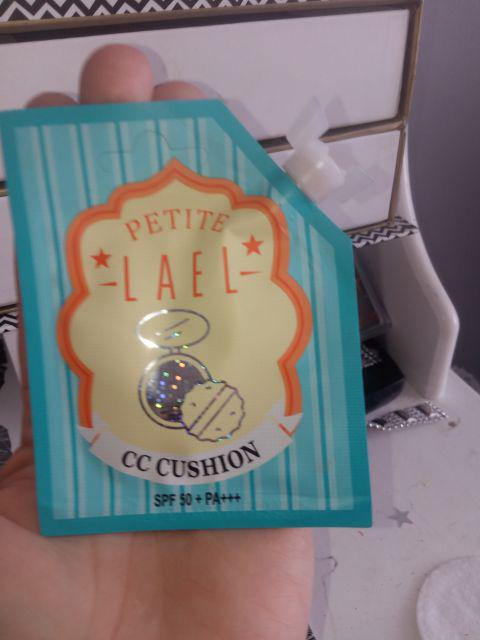 PETITE
LAEL
CC CUSHION
SPF 50 + PA+++